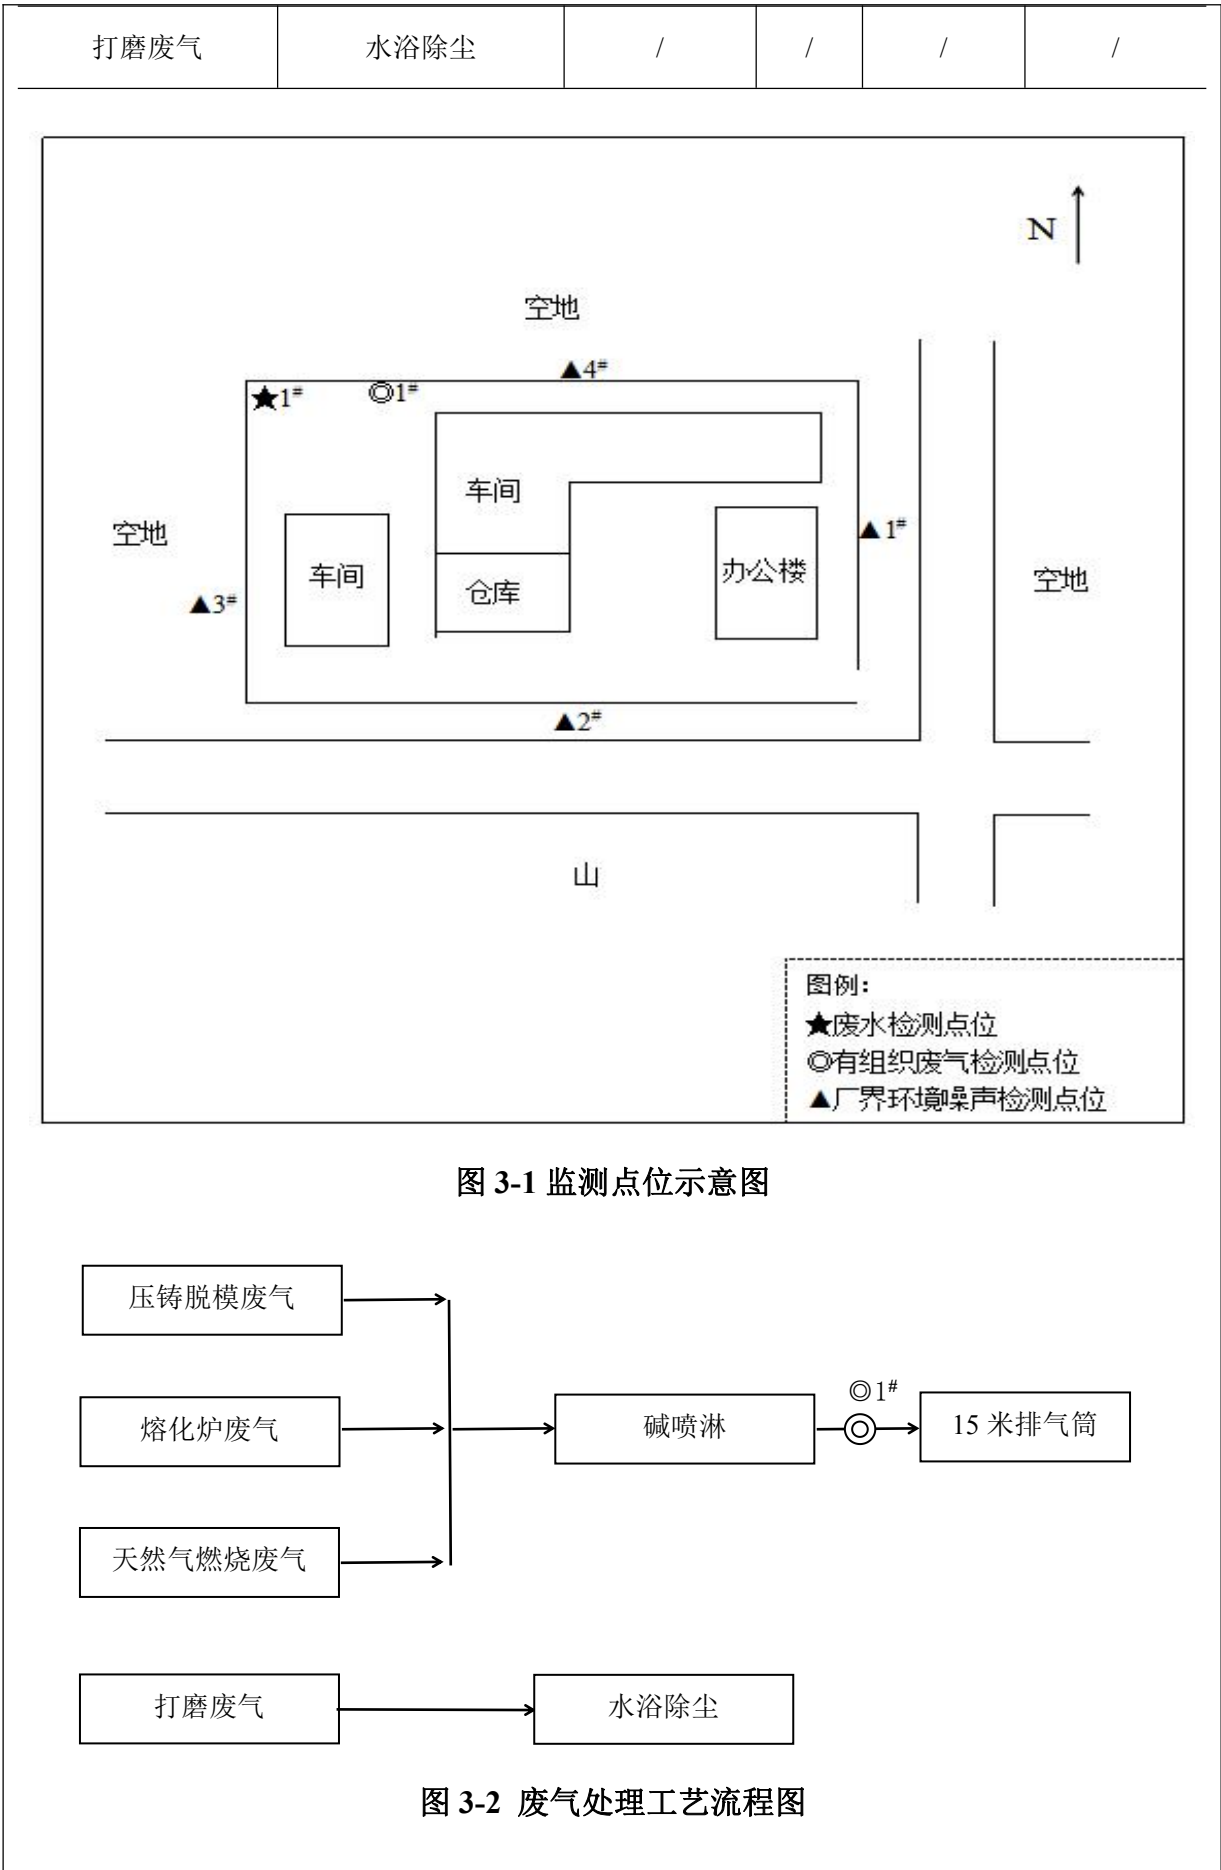 打磨废气 水浴除尘 / / / /
N
空地
▲4#
★1# ◎1#
车间
▲1#
空地
车间
办公楼
空地
仓库
▲3#
▲2#
山
图例：
★废水检测点位
◎有组织废气检测点位
▲厂界环境噪声检测点位
图 3-1 监测点位示意图
压铸脱模废气
◎1#
熔化炉废气 碱喷淋 15 米排气筒
天然气燃烧废气
打磨废气 水浴除尘
图 3-2 废气处理工艺流程图